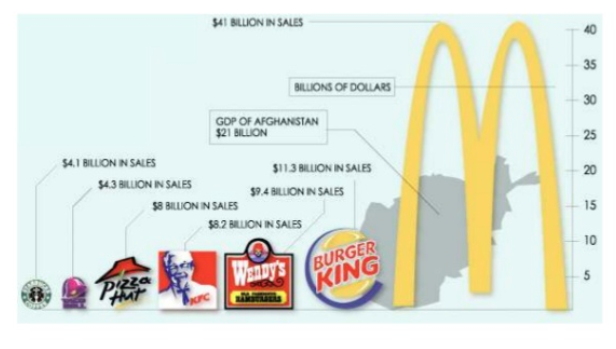 $41 BILLION IN SALES
40
35
BILLIONS OF DOLLARS
30
GDP OF AFGHANISTAN
$21 BILLION
25
$4.1 BILLION IN SALES
$11.3 BILLION IN SALES
20
$4.3 BILLION IN SALES
$9.4 BILLION IN SALES
$8 BILLION IN SALES
15
$8.2 BILLION IN SALES
10
5
Pizza
Hut
KFC
WENDY'S
OLD FASHIONED
HAMBURGERS
BURGER
KING